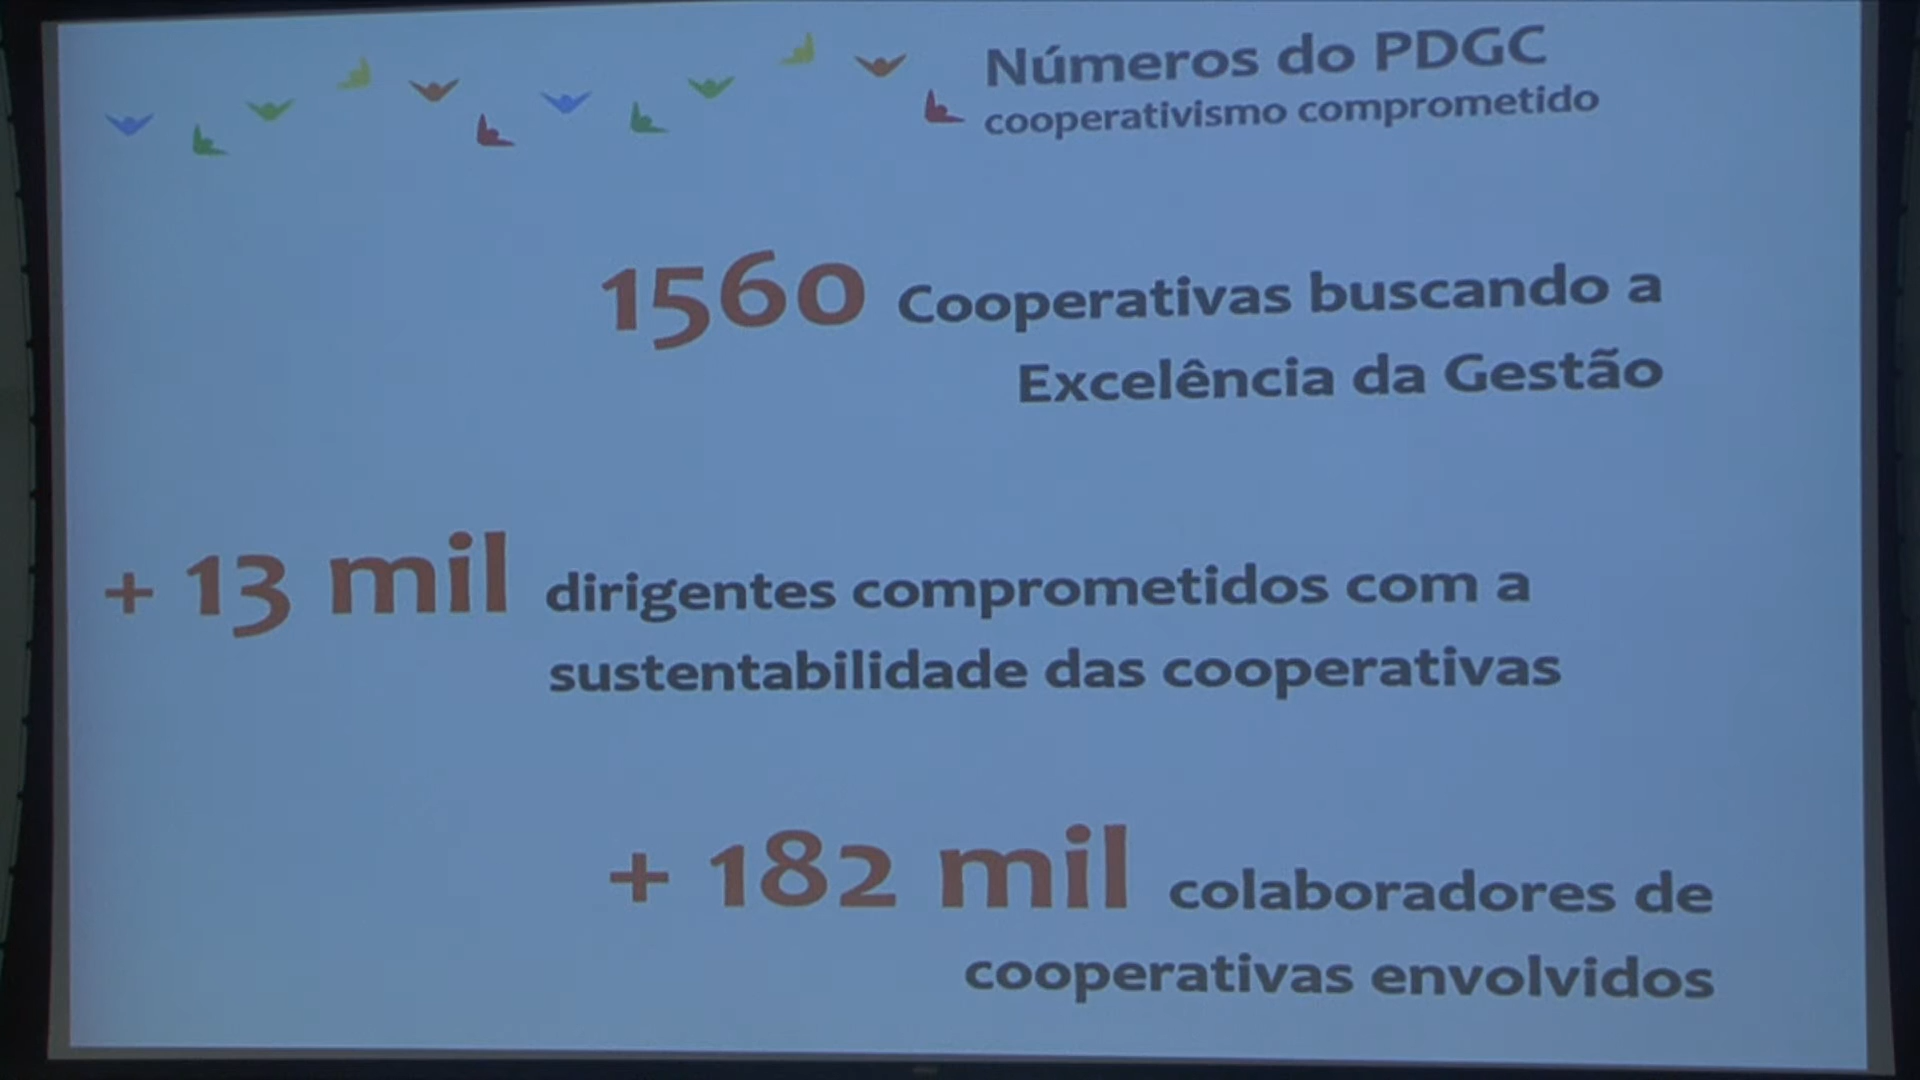 Números do PDGC
cooperativismo comprometido
1560 Cooperativas buscando a
Excelência da Gestão
+ 13 mil dirigentes comprometidos com a
sustentabilidade das cooperativas
+ 182 mil colaboradores de
cooperativas envolvidos